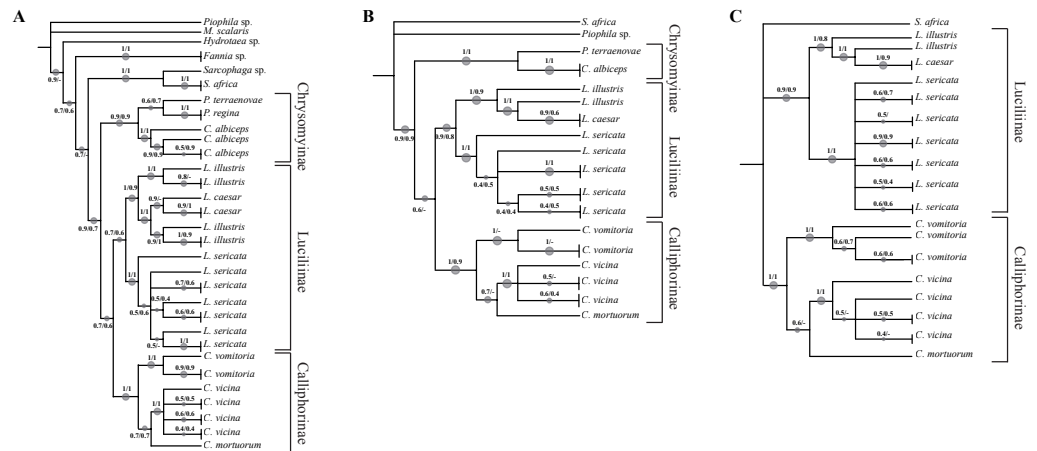 A
Piophila sp.
M. scalaris
Hydrotaea sp.
0.9/-
1/1
Fannia sp.
0.7/0.6
1/1
Sarcophaga sp.
1/1
S. africa
0.7/-
0.6/0.7
P. terraenovae
0.9/0.9
1/1
P. regina
C. albiceps
1/1
C. albiceps
0.9/0.9
0.5/0.9
C. albiceps
Chrysomyinae
0.9/0.7
1/1
L. illustris
1/0.9
0.8/-
L. illustris
0.9/-
L. caesar
0.9/1
L. caesar
1/1
L. illustris
0.9/1
1/0.9
L. illustris
0.7/0.6
L. sericata
1/1
L. sericata
0.7/0.6
L. sericata
0.5/0.4
L. sericata
0.5/0.6
0.6/0.6
L. sericata
L. sericata
0.5/-
1/1
L. sericata
Luciliinae
0.7/0.6
C. vomitoria
1/1
0.9/0.9
C. vomitoria
1/1
C. vicina
0.5/0.5
C. vicina
1/1
0.6/0.6
C. vicina
0.4/0.4
C. vicina
0.7/0.7
C. mortuorum
Calliphorinae
B
S. africa
Piophila sp.
P. terraenovae
1/1
1/1
C. albiceps
Chrysomyinae
0.9/0.9
L. illustris
1/0.9
L. illustris
1/1
0.9/0.6
L. caesar
0.9/0.8
L. sericata
1/1
L. sericata
1/1
L. sericata
0.4/0.5
0.5/0.5
L. sericata
0.4/0.4
0.4/0.5
L. sericata
Luciliinae
0.6/-
C. vomitoria
1/-
1/-
C. vomitoria
1/0.9
C. vicina
1/1
0.5/-
C. vicina
0.6/0.4
C. vicina
0.7/-
C. mortuorum
Calliphorinae
C
S. africa
L. illustris
1/0.8
L. illustris
1/1
1/0.9
L. caesar
0.9/0.9
L. sericata
0.6/0.7
L. sericata
0.5/
L. sericata
0.9/0.9
L. sericata
1/1
0.6/0.6
L. sericata
0.5/0.4
L. sericata
0.6/0.6
L. sericata
Luciliinae
C. vomitoria
1/1
C. vomitoria
0.6/0.7
0.6/0.6
C. vomitoria
1/1
C. vicina
1/1
C. vicina
0.5/-
0.5/0.5
C. vicina
0.4/-
C. vicina
0.6/-
C. mortuorum
Calliphorinae